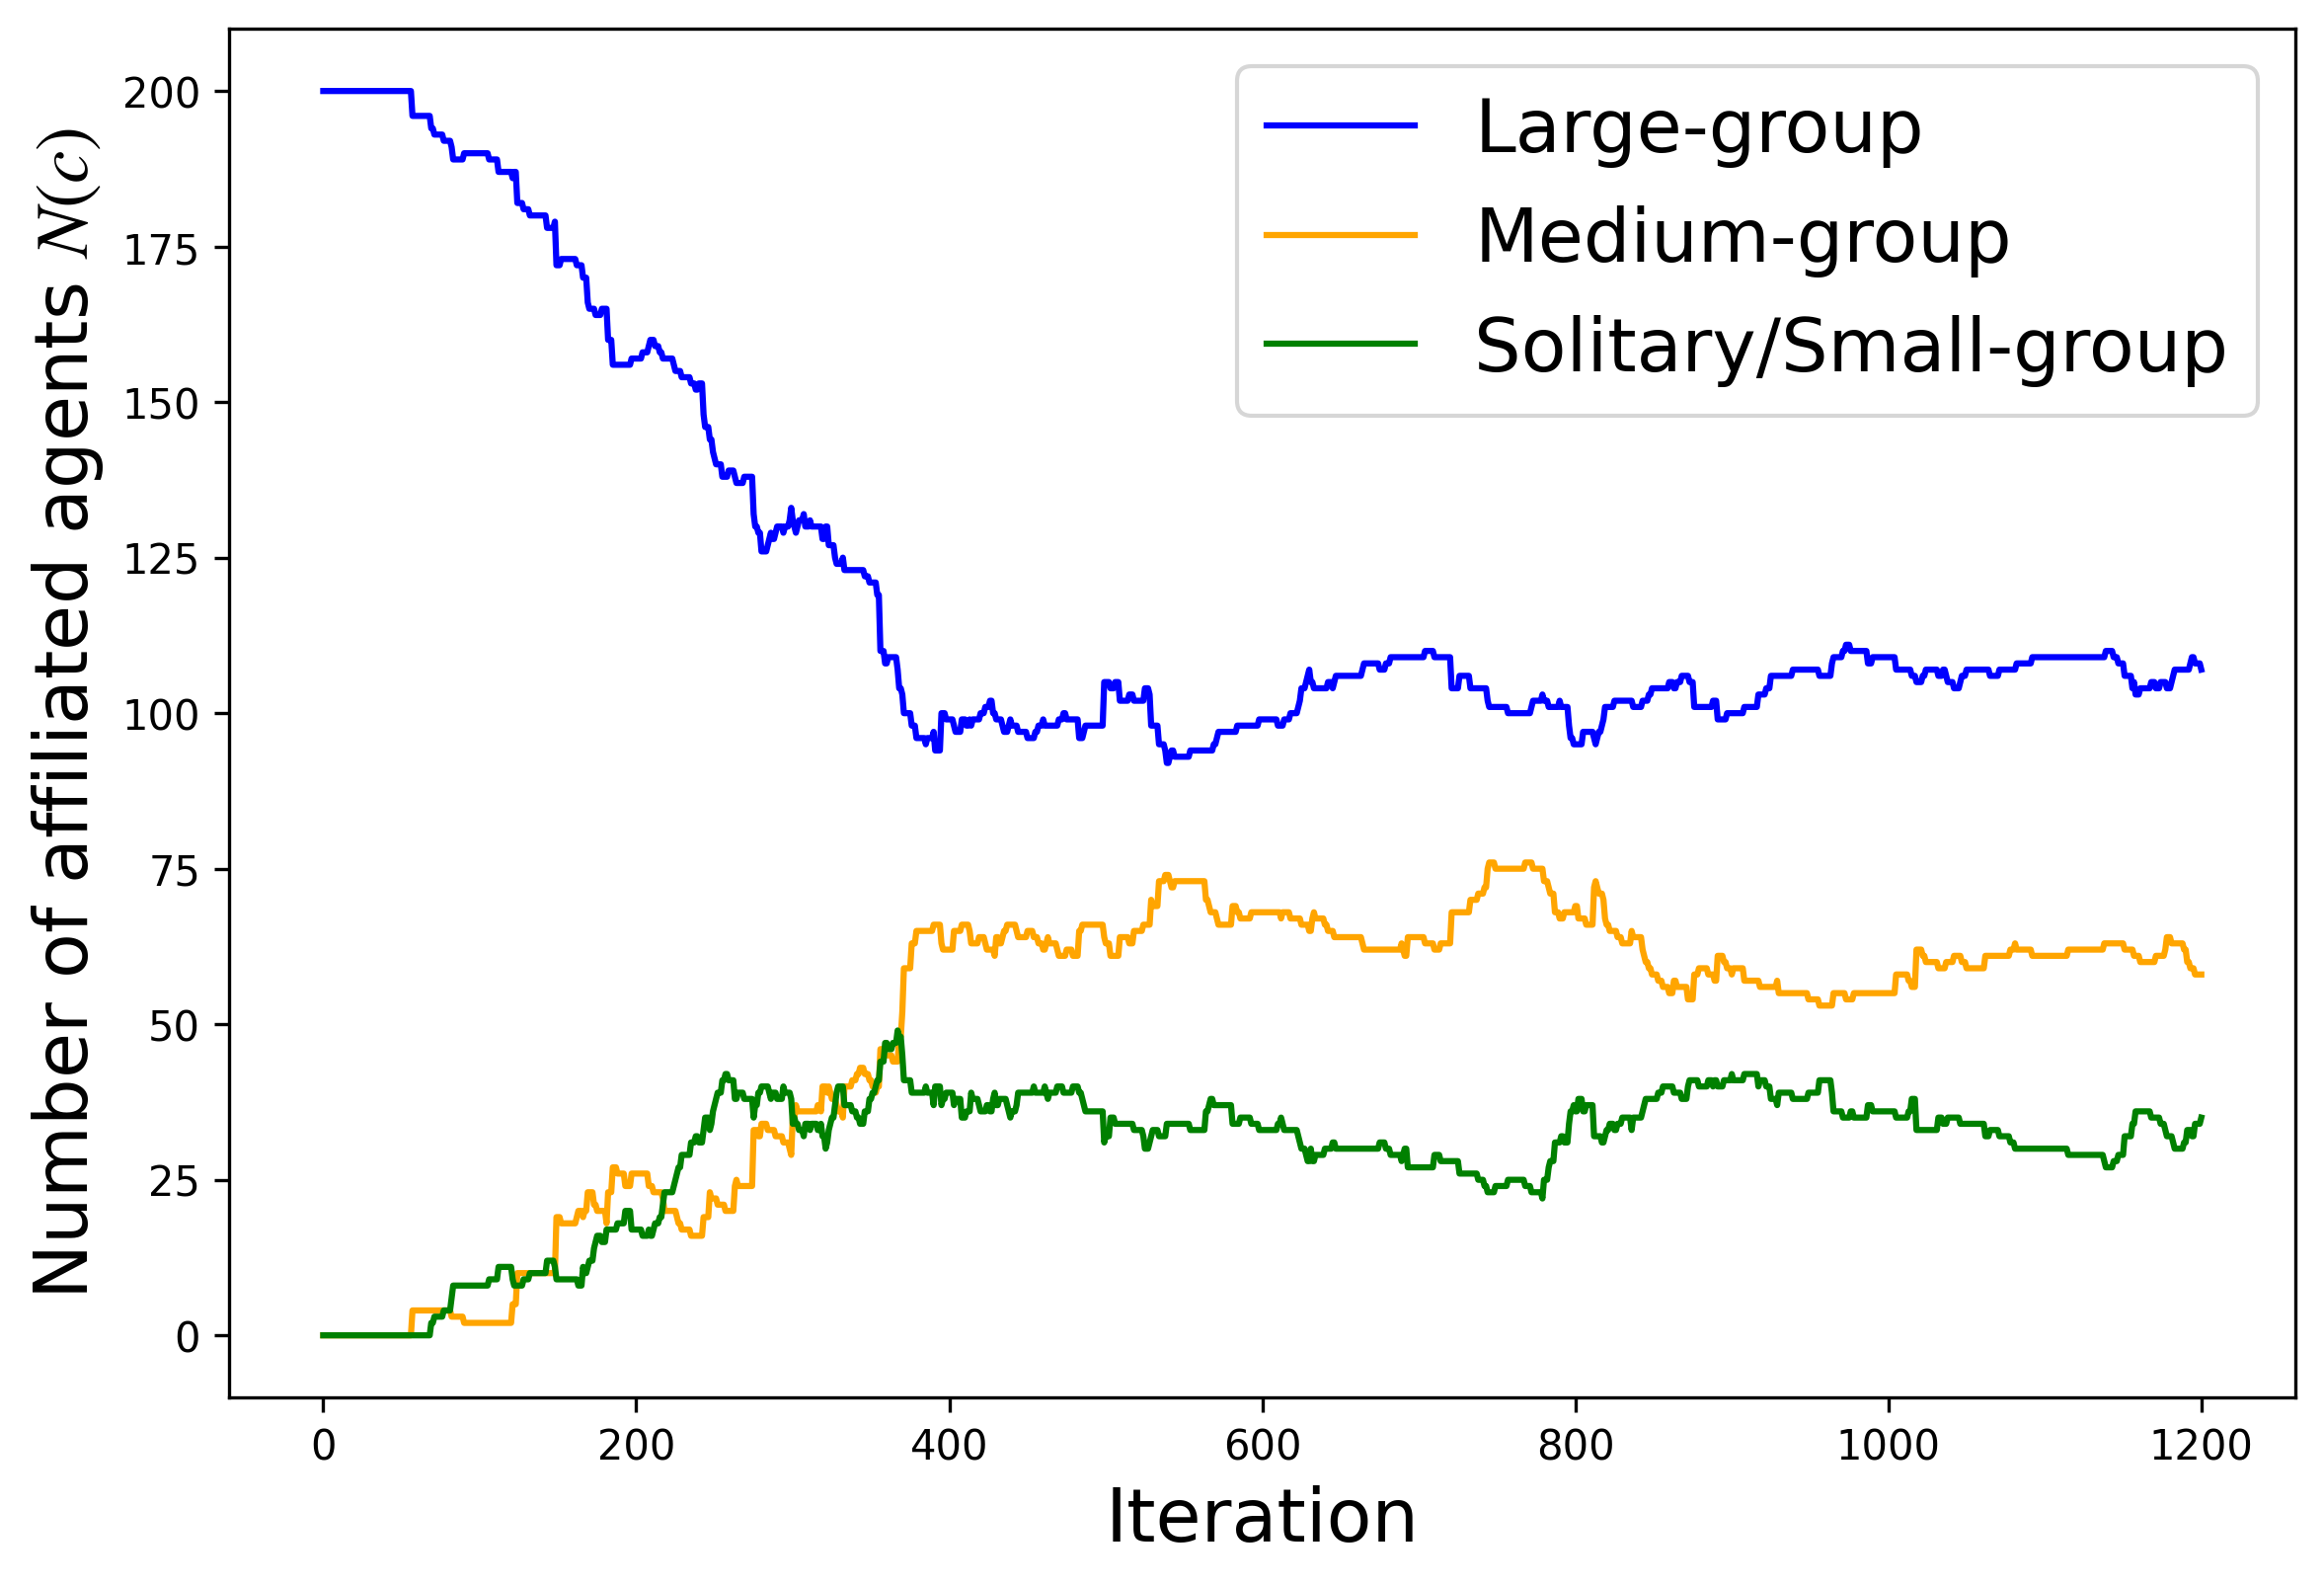 Number of affiliated agents N(c)
200
175
150
125
100
75
50
25
0
Large-group
Medium-group
Solitary/Small-group
0 200 400 600 800 1000 1200
Iteration